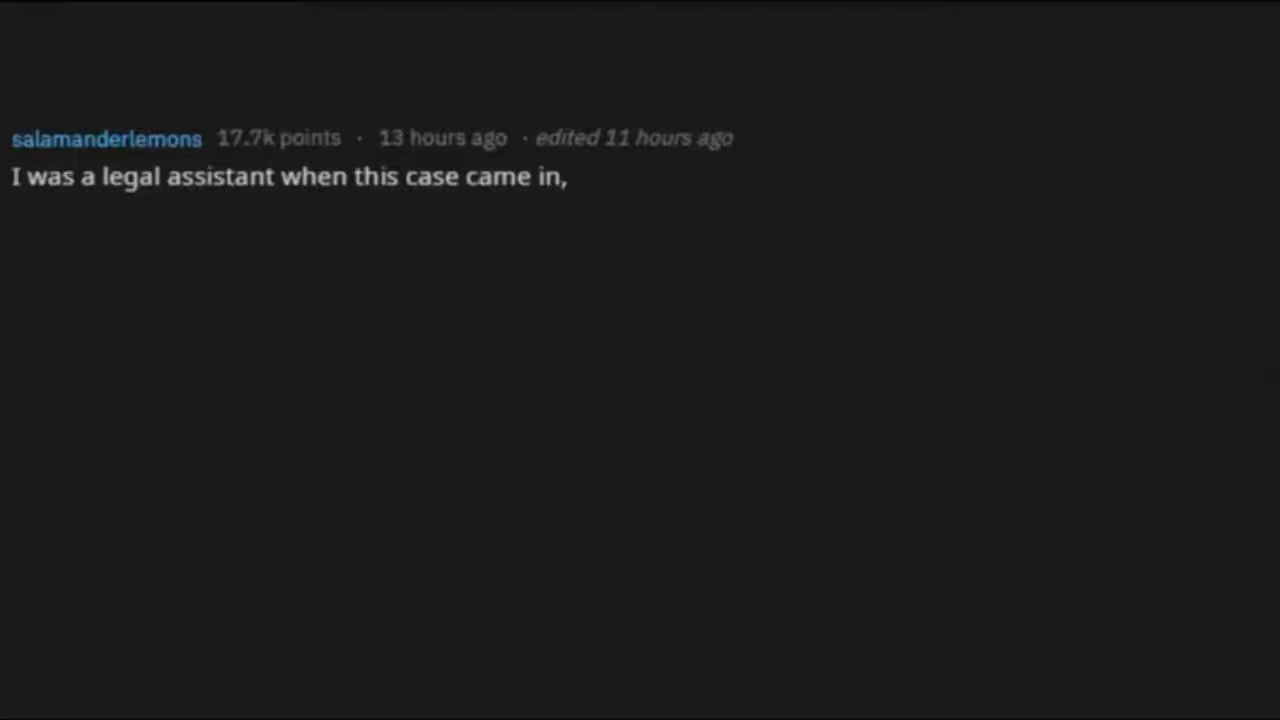 salamanderlemons 17.7k points · 13 hours ago · edited 11 hours ago
I was a legal assistant when this case came in,